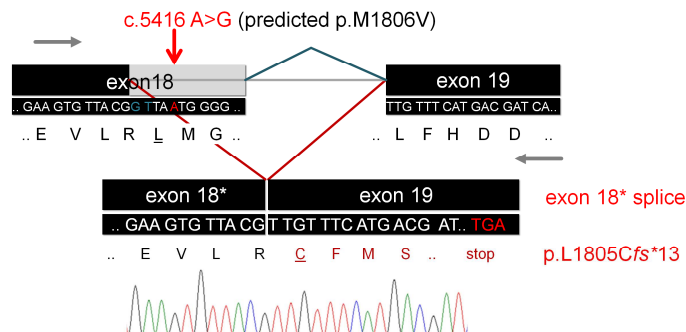 c.5416 A>G (predicted p.M1806V)
exon18 exon 19
.. GAA GTG TTA CGG TTA ATG GGG .. TTG TTT CAT GAC GAT CA..
.. E V L R L M G .. .. L F H D D ..
exon 18* exon 19 exon 18* splice
.. GAA GTG TTA CG T TGT TTC ATG ACG AT.. TGA
.. E V L R C F M S .. stop p.L1805Cfs*13